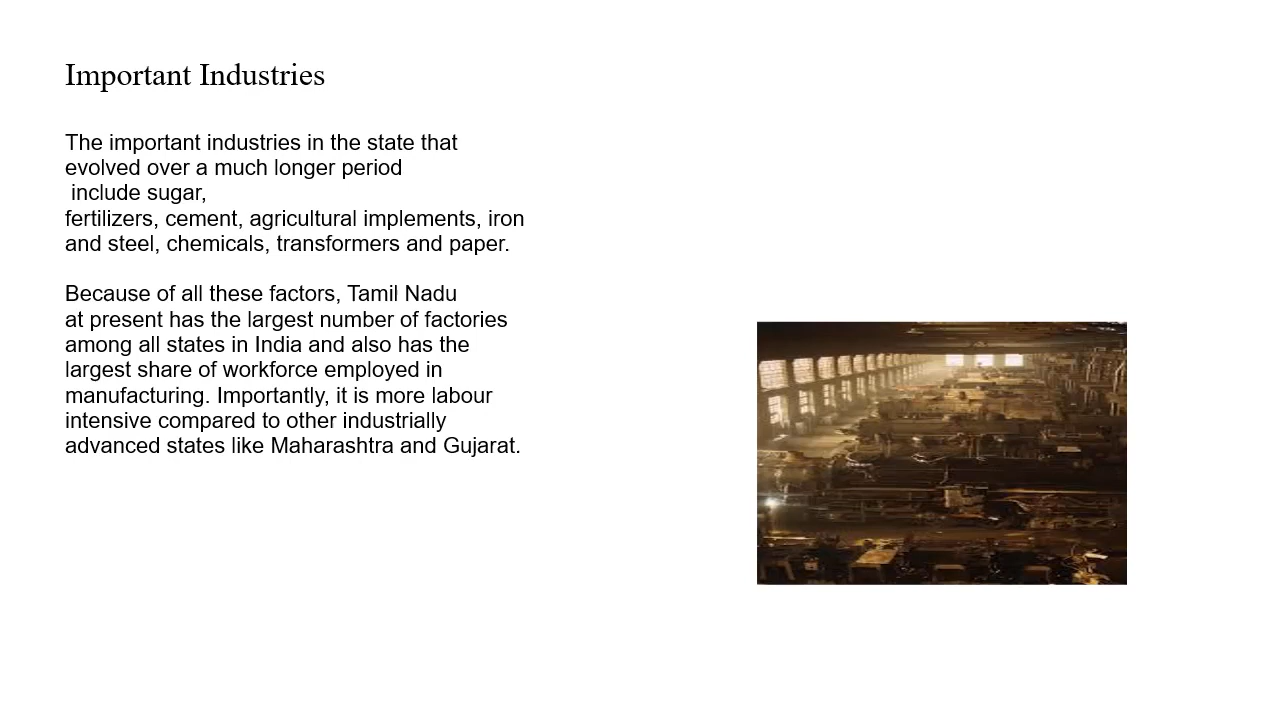 Important Industries
The important industries in the state that
evolved over a much longer period
include sugar,
fertilizers, cement, agricultural implements, iron
and steel, chemicals, transformers and paper.
Because of all these factors, Tamil Nadu
at present has the largest number of factories
among all states in India and also has the
largest share of workforce employed in
manufacturing. Importantly, it is more labour
intensive compared to other industrially
advanced states like Maharashtra and Gujarat.